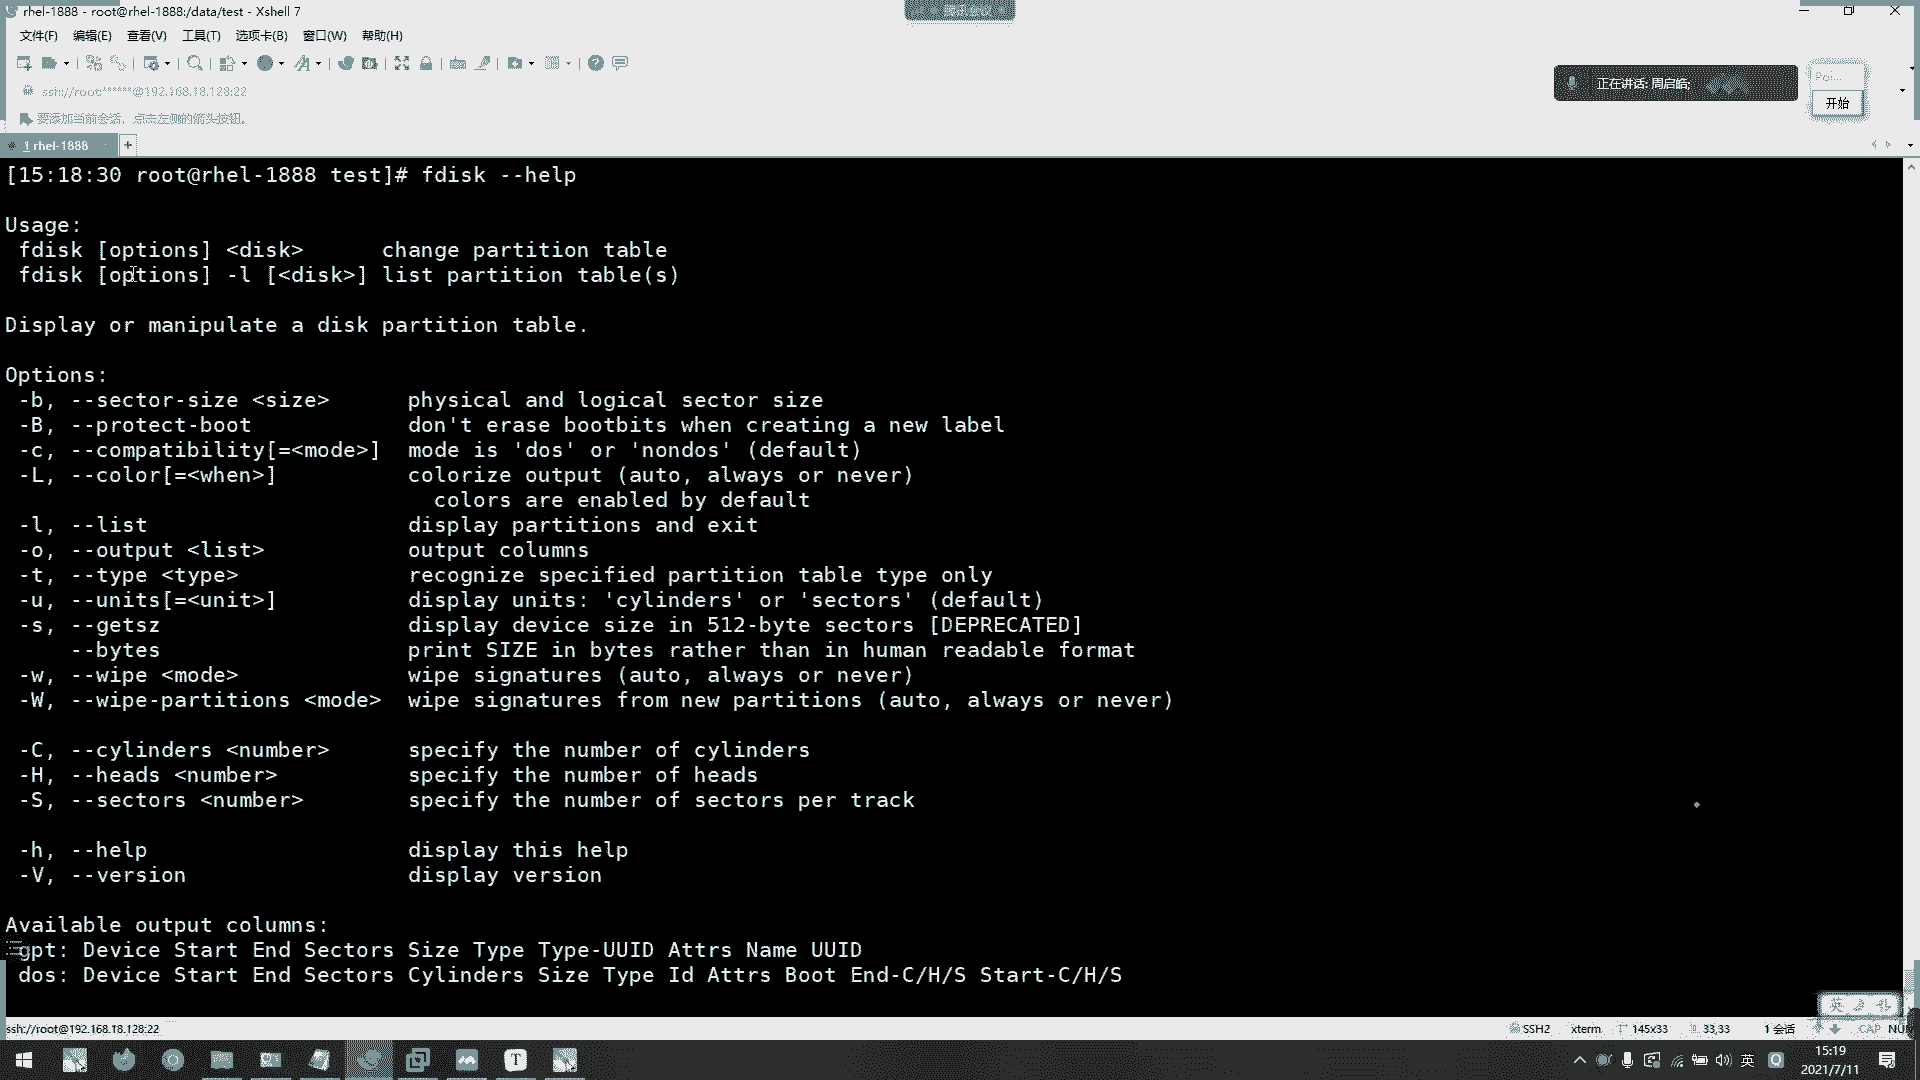 rhel-1888 - root@rhel-1888:/data/test - Xshell 7
腾讯会议
文件(F) 编辑(E) 查看(V) 工具(T) 选项卡(B) 窗口(W) 帮助(H)
ssh://root:******@192.168.18.128:22
正在讲话: 周启皓;
Poi...
开始
要添加当前会话，点击左侧的箭头按钮。
1 rhel-1888
[15:18:30 root@rhel-1888 test]# fdisk --help
Usage:
fdisk [options] <disk> change partition table
fdisk [options] -l [<disk>] list partition table(s)
Display or manipulate a disk partition table.
Options:
-b, --sector-size <size> physical and logical sector size
-B, --protect-boot don't erase bootbits when creating a new label
-c, --compatibility[=<mode>] mode is 'dos' or 'nondos' (default)
-L, --color[=<when>] colorize output (auto, always or never)
colors are enabled by default
-l, --list display partitions and exit
-o, --output <list> output columns
-t, --type <type> recognize specified partition table type only
-u, --units[=<unit>] display units: 'cylinders' or 'sectors' (default)
-s, --getsz display device size in 512-byte sectors [DEPRECATED]
--bytes print SIZE in bytes rather than in human readable format
-w, --wipe <mode> wipe signatures (auto, always or never)
-W, --wipe-partitions <mode> wipe signatures from new partitions (auto, always or never)
-C, --cylinders <number> specify the number of cylinders
-H, --heads <number> specify the number of heads
-S, --sectors <number> specify the number of sectors per track
-h, --help display this help
-V, --version display version
Available output columns:
gpt: Device Start End Sectors Size Type Type-UUID Attrs Name UUID
dos: Device Start End Sectors Cylinders Size Type Id Attrs Boot End-C/H/S Start-C/H/S
英
ssh://root@192.168.18.128:22 SSH2 xterm 145x33 33,33 1 会话 CAP NUM
英 15:19
2021/7/11